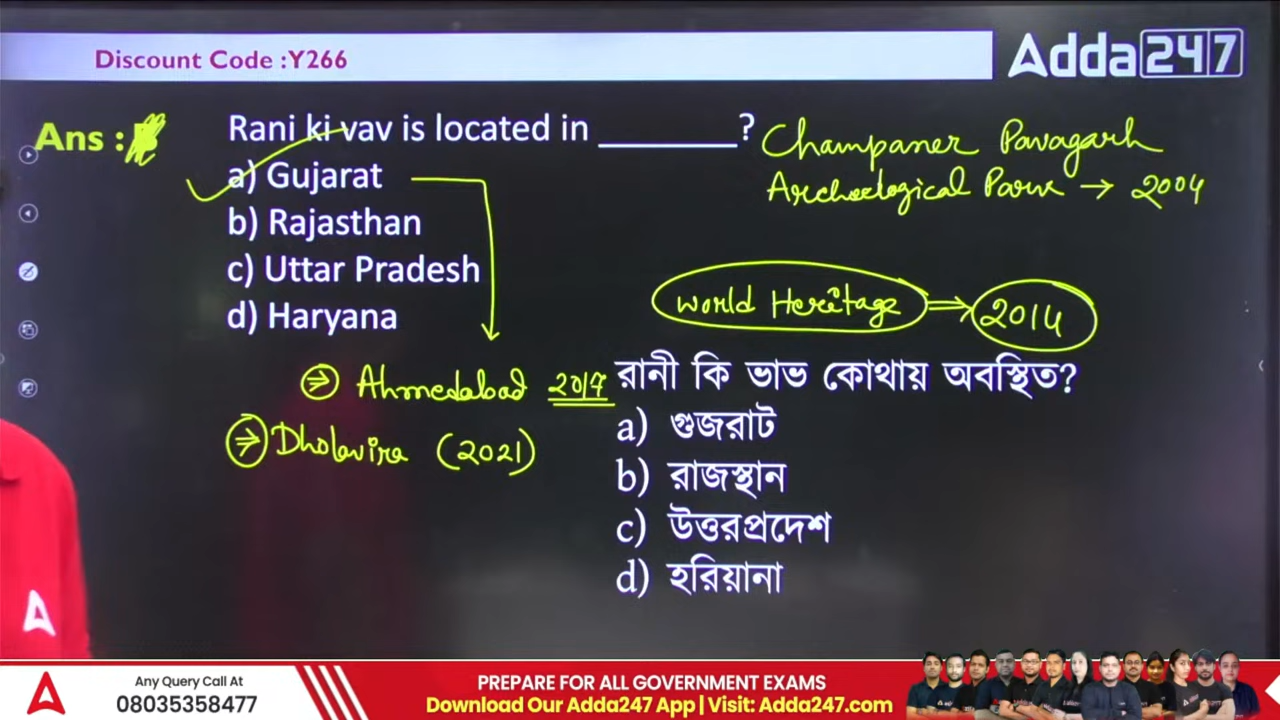 Discount Code :Y266
Adda247
Ans :
Rani ki vav is located in ________?
a) Gujarat
b) Rajasthan
c) Uttar Pradesh
d) Haryana
Champaner Pavagarh
Archoelogical Park → 2004
World Heritage ⇒ 2014
⇒ Ahmedabad 2017
⇒ Dholavira (2021)
রানী কি ভাভ কোথায় অবস্থিত?
a) গুজরাট
b) রাজস্থান
c) উত্তরপ্রদেশ
d) হরিয়ানা
Any Query Call At
08035358477
PREPARE FOR ALL GOVERNMENT EXAMS
Download Our Adda247 App | Visit: Adda247.com